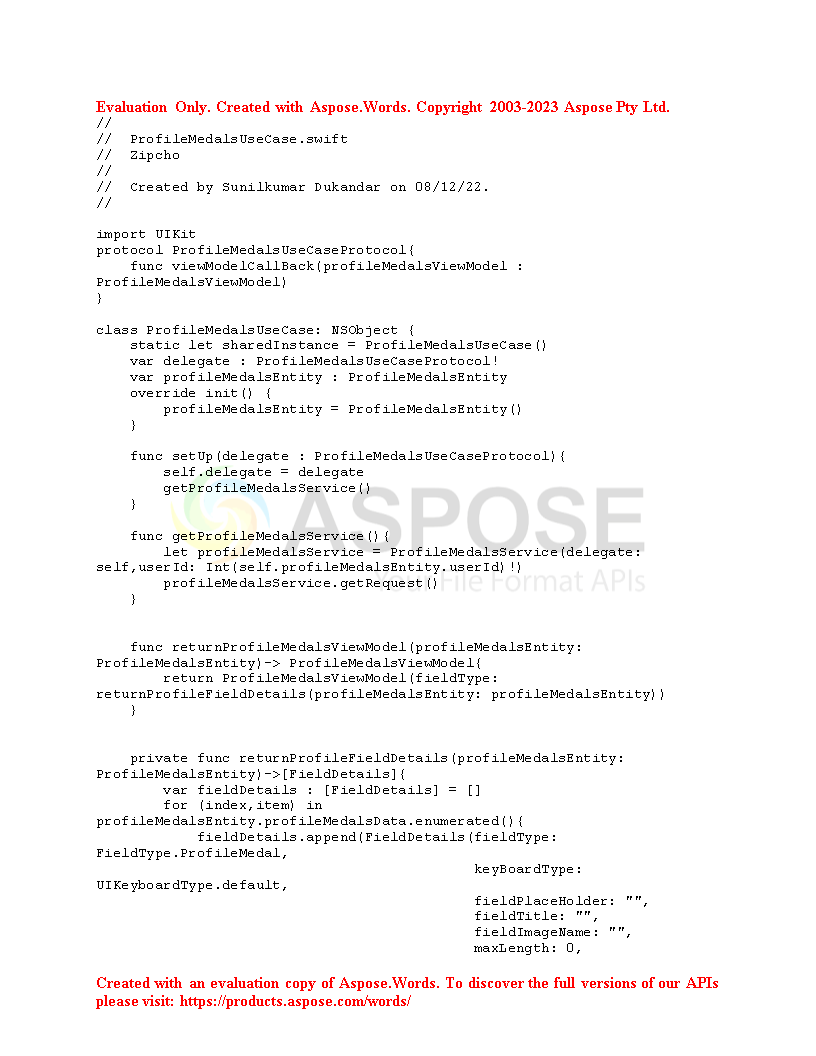 Evaluation Only. Created with Aspose.Words. Copyright 2003-2023 Aspose Pty Ltd.
//
//  ProfileMedalsUseCase.swift
//  Zipcho
//
//  Created by Sunilkumar Dukandar on 08/12/22.
//

import UIKit
protocol ProfileMedalsUseCaseProtocol{
    func viewModelCallBack(profileMedalsViewModel :
ProfileMedalsViewModel)
}

class ProfileMedalsUseCase: NSObject {
    static let sharedInstance = ProfileMedalsUseCase()
    var delegate : ProfileMedalsUseCaseProtocol!
    var profileMedalsEntity : ProfileMedalsEntity
    override init() {
        profileMedalsEntity = ProfileMedalsEntity()
    }

    func setUp(delegate : ProfileMedalsUseCaseProtocol){
        self.delegate = delegate
        getProfileMedalsService()
    }

    func getProfileMedalsService(){
        let profileMedalsService = ProfileMedalsService(delegate:
self,userId: Int(self.profileMedalsEntity.userId)!)
        profileMedalsService.getRequest()
    }

    func returnProfileMedalsViewModel(profileMedalsEntity:
ProfileMedalsEntity)-> ProfileMedalsViewModel{
        return ProfileMedalsViewModel(fieldType:
returnProfileFieldDetails(profileMedalsEntity: profileMedalsEntity))
    }

    private func returnProfileFieldDetails(profileMedalsEntity:
ProfileMedalsEntity)->[FieldDetails]{
        var fieldDetails : [FieldDetails] = []
        for (index,item) in
profileMedalsEntity.profileMedalsData.enumerated(){
            fieldDetails.append(FieldDetails(fieldType:
FieldType.ProfileMedal,
                                             keyBoardType:
UIKeyboardType.default,
                                             fieldPlaceHolder: "",
                                             fieldTitle: "",
                                             fieldImageName: "",
                                             maxLength: 0,
ASPOSE
Your File Format APIs
Created with an evaluation copy of Aspose.Words. To discover the full versions of our APIs
please visit: https://products.aspose.com/words/